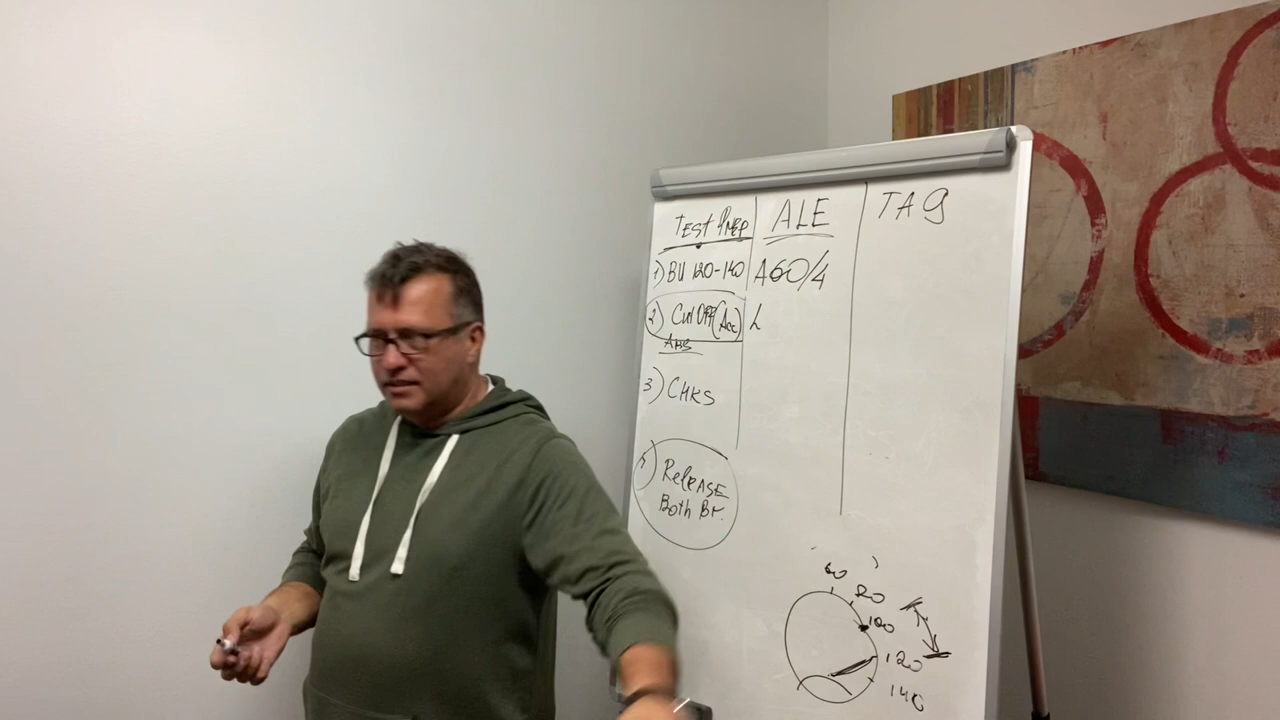 TEST PREP
1) BU 120-140
2) Cut OFF (Acc)
ABS
3) CHKS
Release
Both Br.
ALE
A60/4
L
TAG
60
80
100
120
140